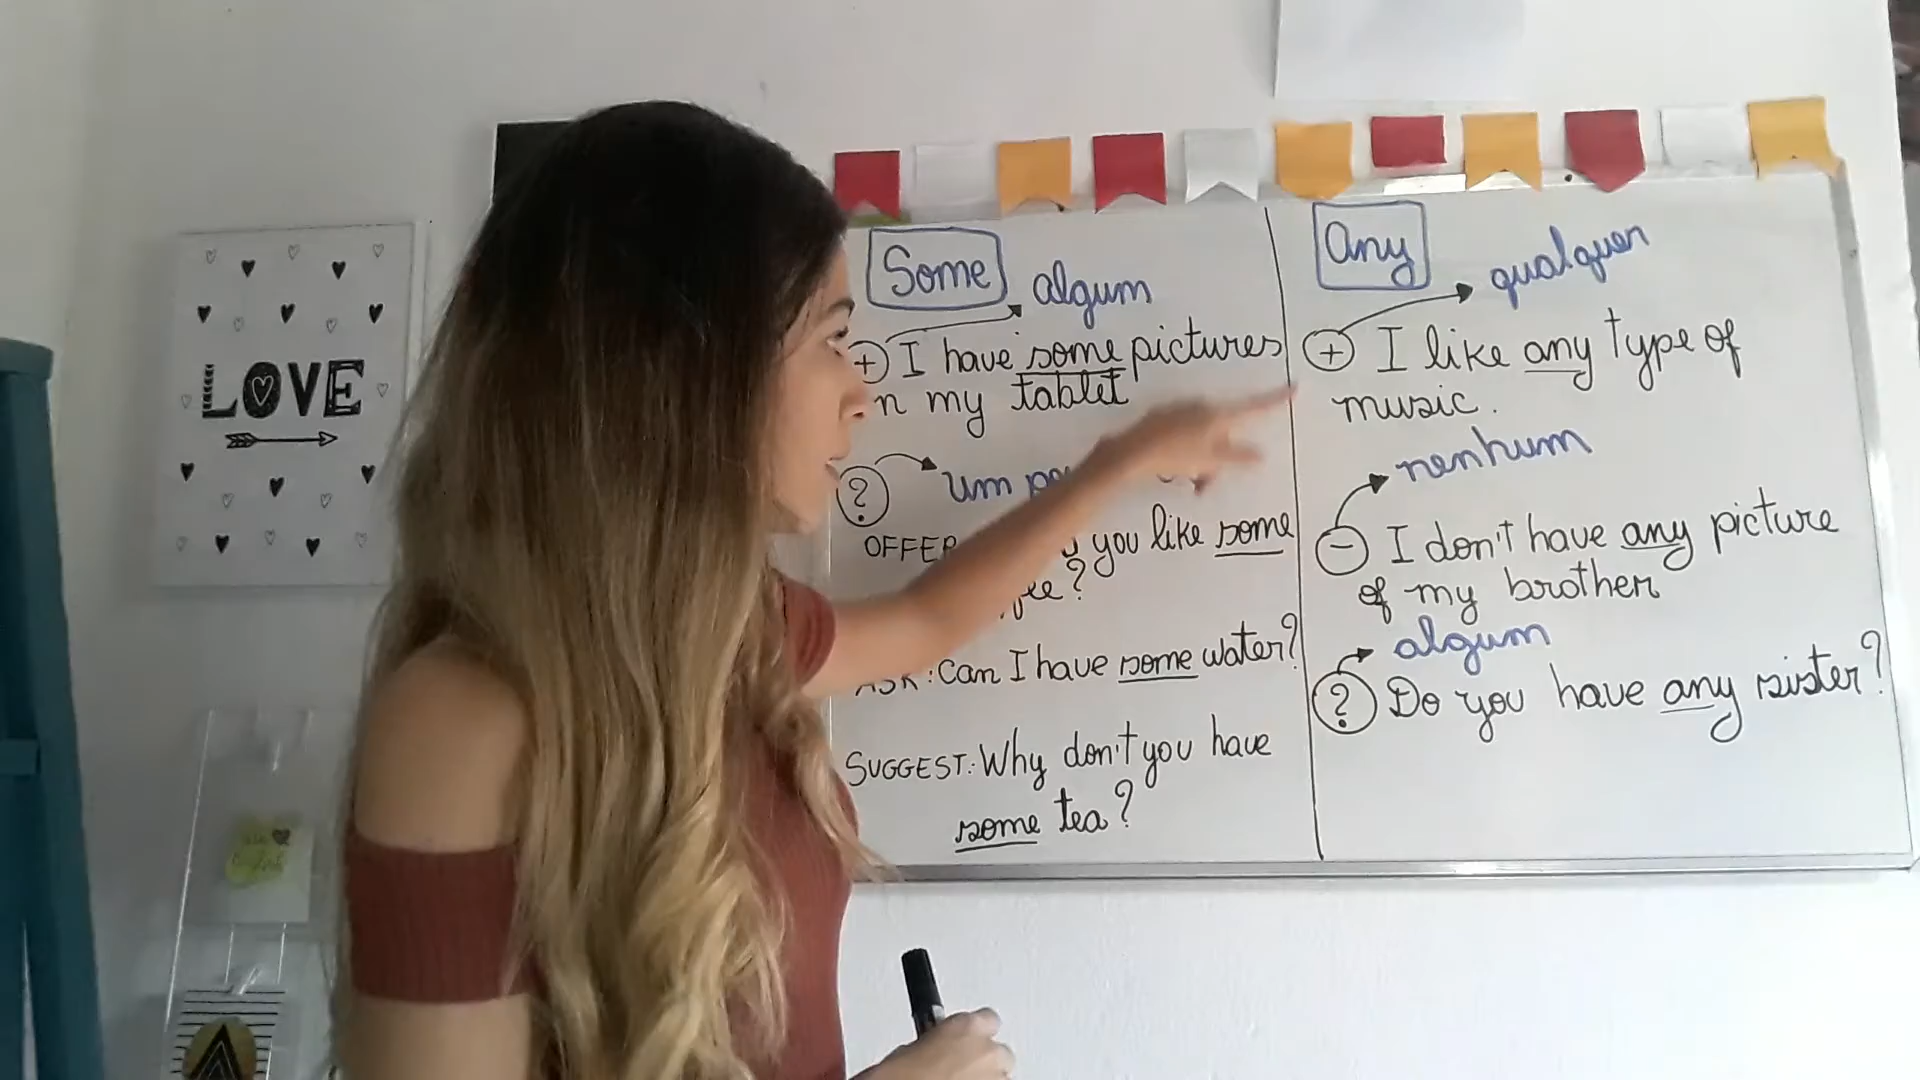 LOVE
Some
algum
+ I have some pictures
n my tablet
?
um
OFFER you like some
?
: Can I have some water?
SUGGEST: Why don't you have
some tea?
Any
qualquer
+ I like any type of
music.
nenhum
- I don't have any picture
of my brother
algum
? Do you have any sister?